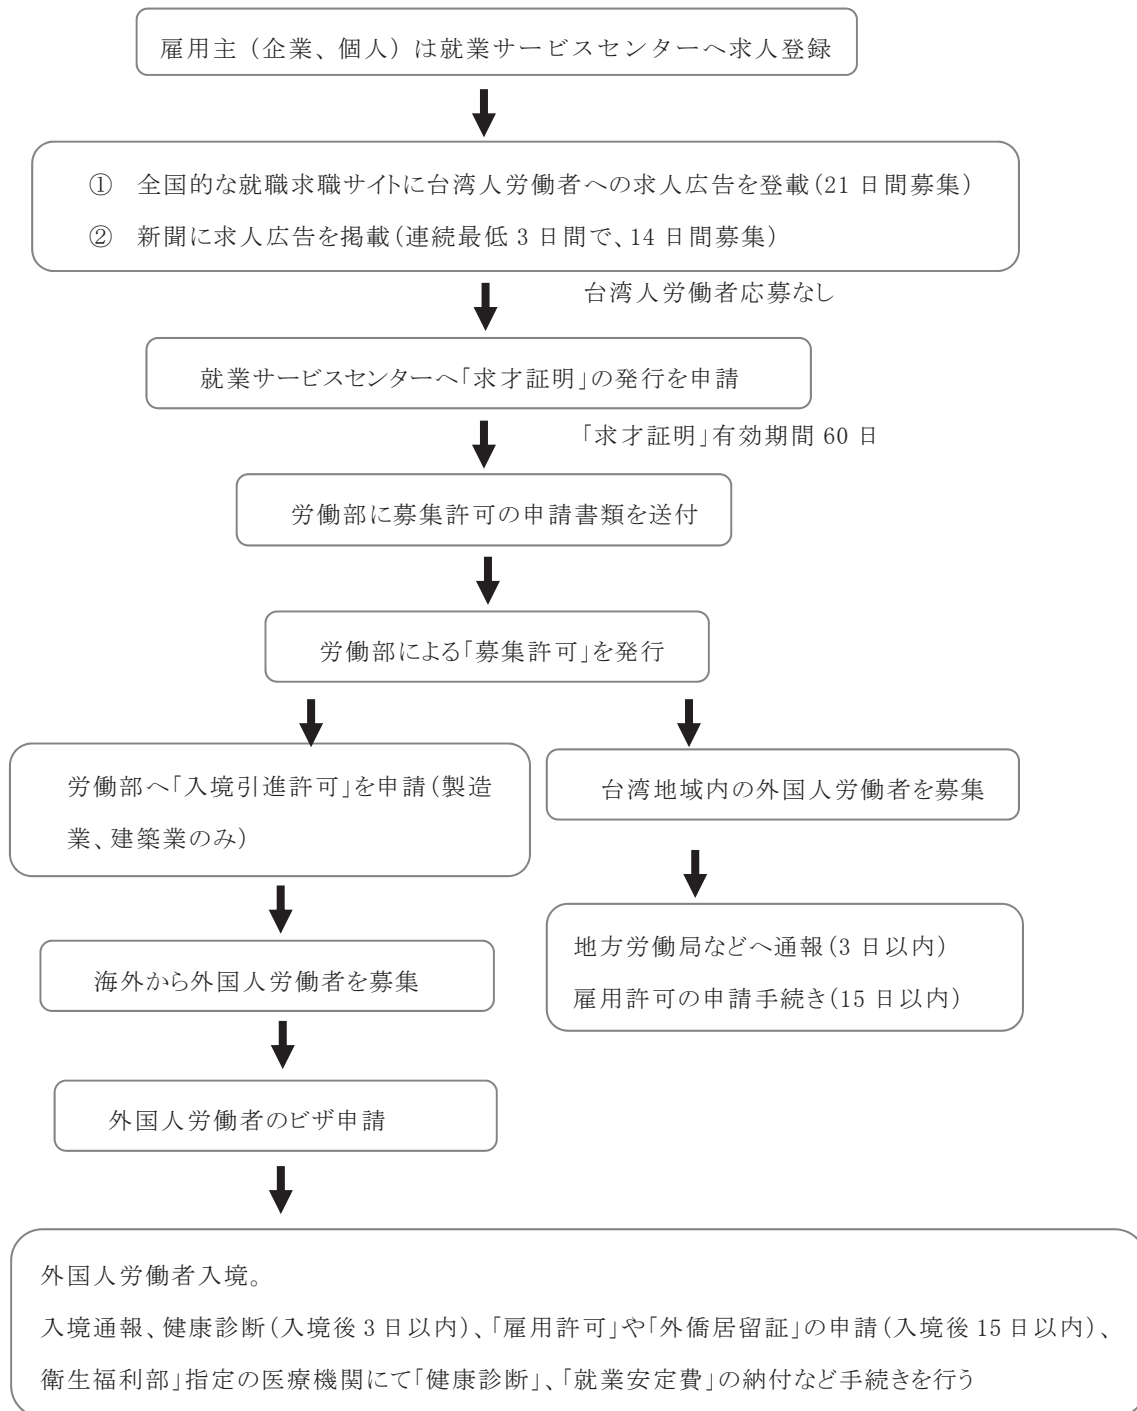 雇用主（企業、個人）は就業サービスセンターへ求人登録
① 全国的な就職求職サイトに台湾人労働者への求人広告を登載（21日間募集）
② 新聞に求人広告を掲載（連続最低3日間で、14日間募集）
台湾人労働者応募なし
就業サービスセンターへ「求才証明」の発行を申請
「求才証明」有効期間60日
労働部に募集許可の申請書類を送付
労働部による「募集許可」を発行
労働部へ「入境引進許可」を申請（製造
業、建築業のみ）
台湾地域内の外国人労働者を募集
地方労働局などへ通報（3日以内）
雇用許可の申請手続き（15日以内）
海外から外国人労働者を募集
外国人労働者のビザ申請
外国人労働者入境。
入境通報、健康診断（入境後3日以内）、「雇用許可」や「外僑居留証」の申請（入境後15日以内）、
衛生福利部」指定の医療機関にて「健康診断」、「就業安定費」の納付など手続きを行う